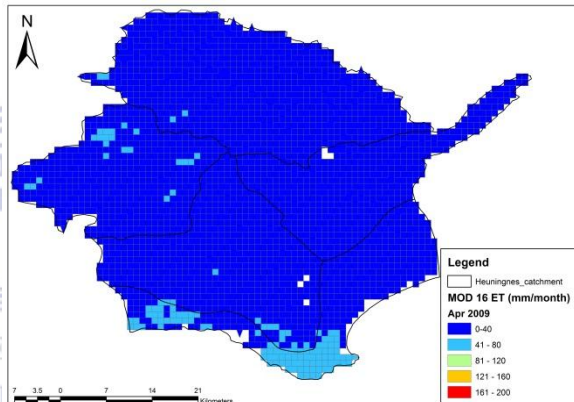 N
Legend
Heuningnes_catchment
MOD 16 ET (mm/month)
Apr 2009
0-40
41 - 80
81 - 120
121 - 160
161 - 200
7 3.5 0 7 14 21
Kilometers